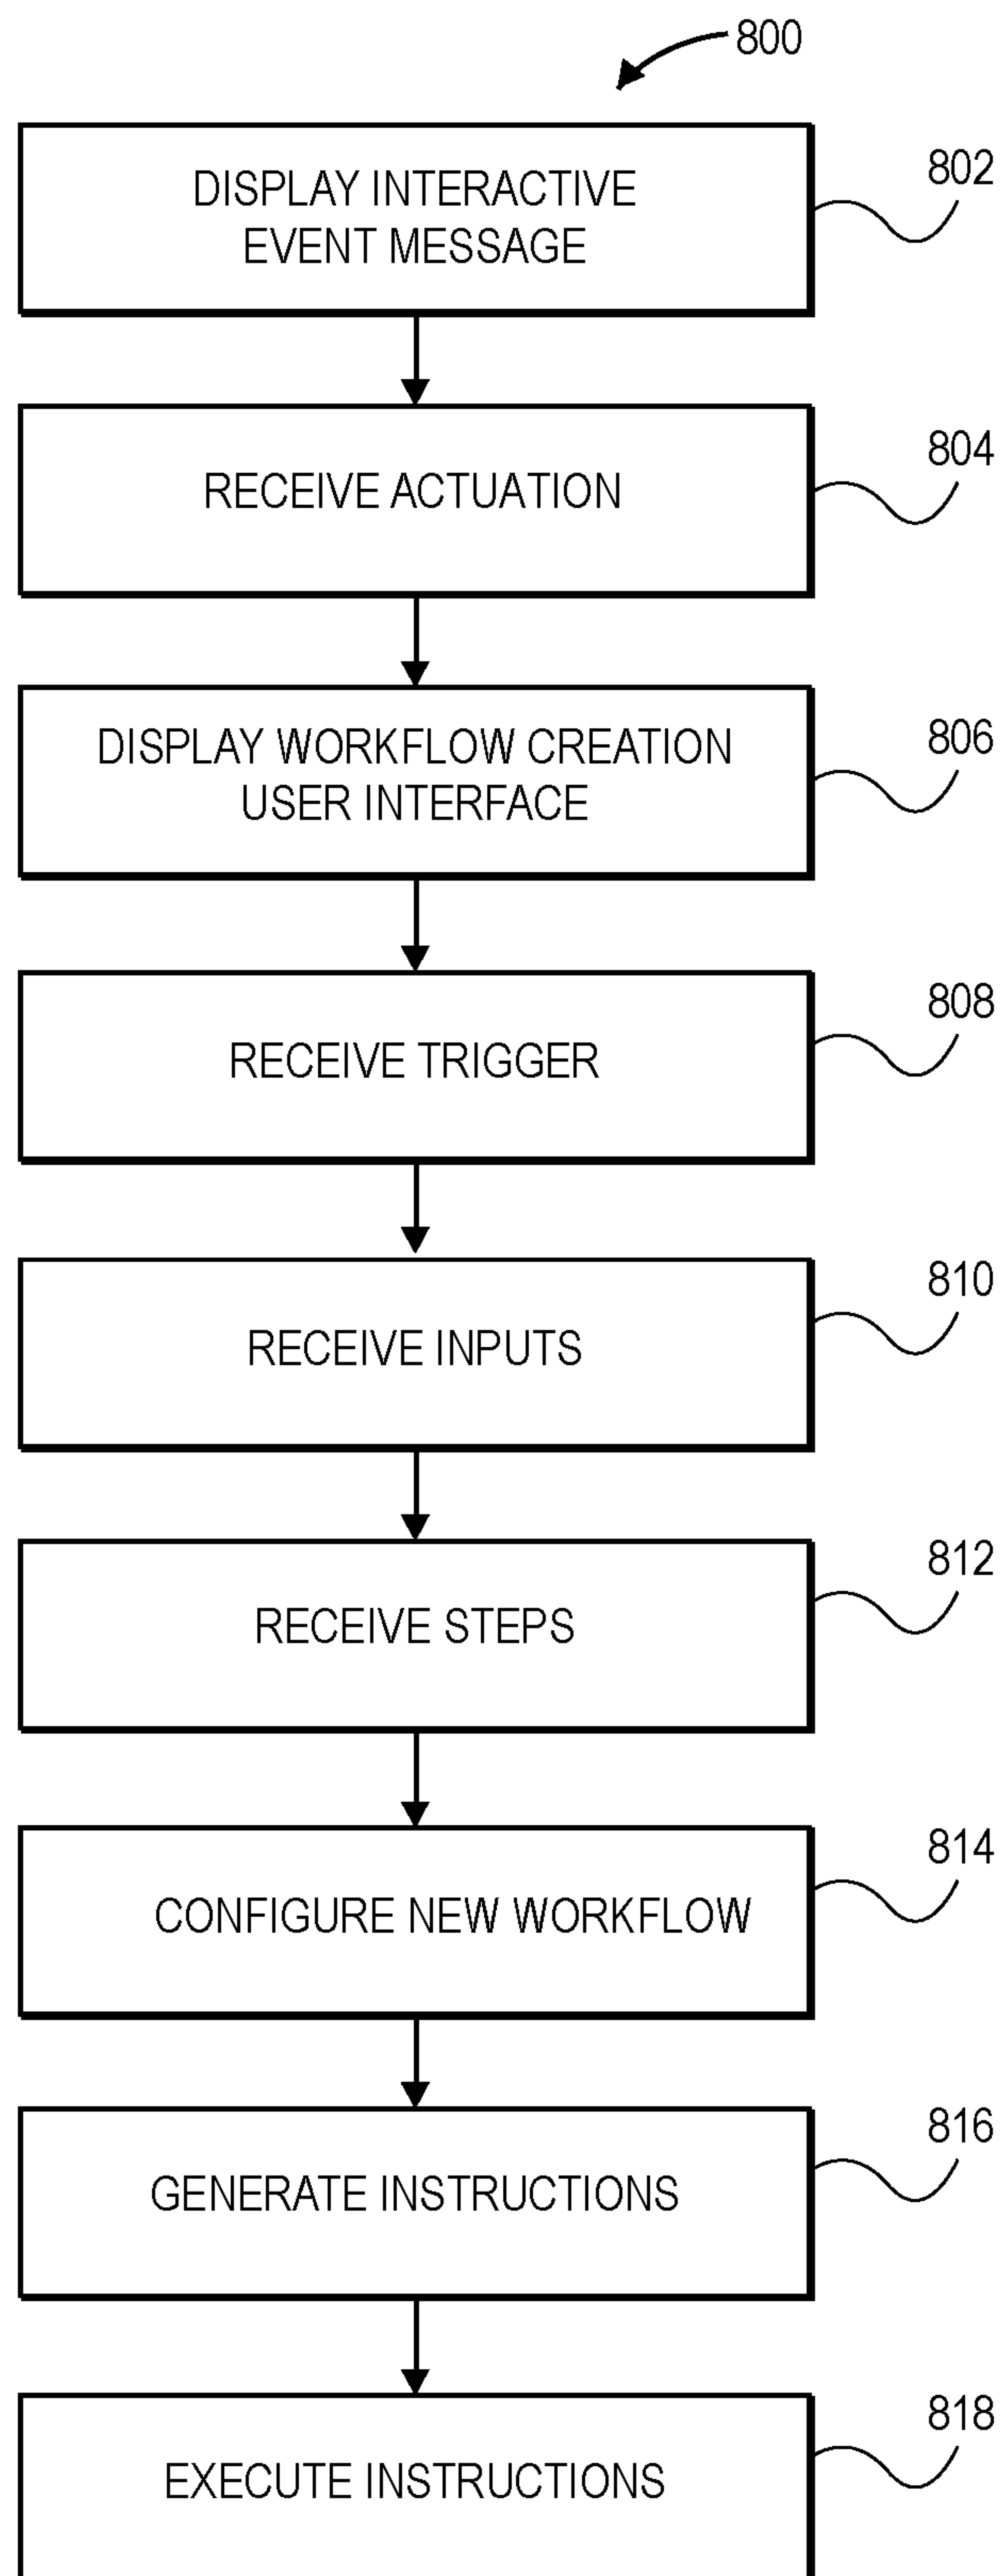 800
DISPLAY INTERACTIVE
EVENT MESSAGE
802
RECEIVE ACTUATION
804
DISPLAY WORKFLOW CREATION
USER INTERFACE
806
RECEIVE TRIGGER
808
RECEIVE INPUTS
810
RECEIVE STEPS
812
CONFIGURE NEW WORKFLOW
814
GENERATE INSTRUCTIONS
816
EXECUTE INSTRUCTIONS
818